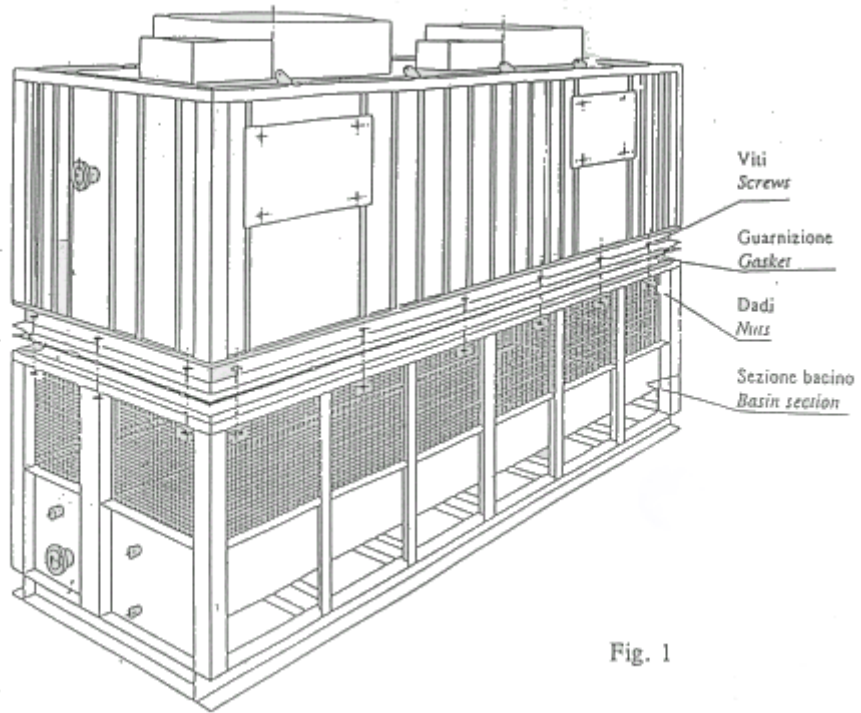 Viti
Screws
Guarnizione
Gasket
Dadi
Nuts
Sezione bacino
Basin section
Fig. 1